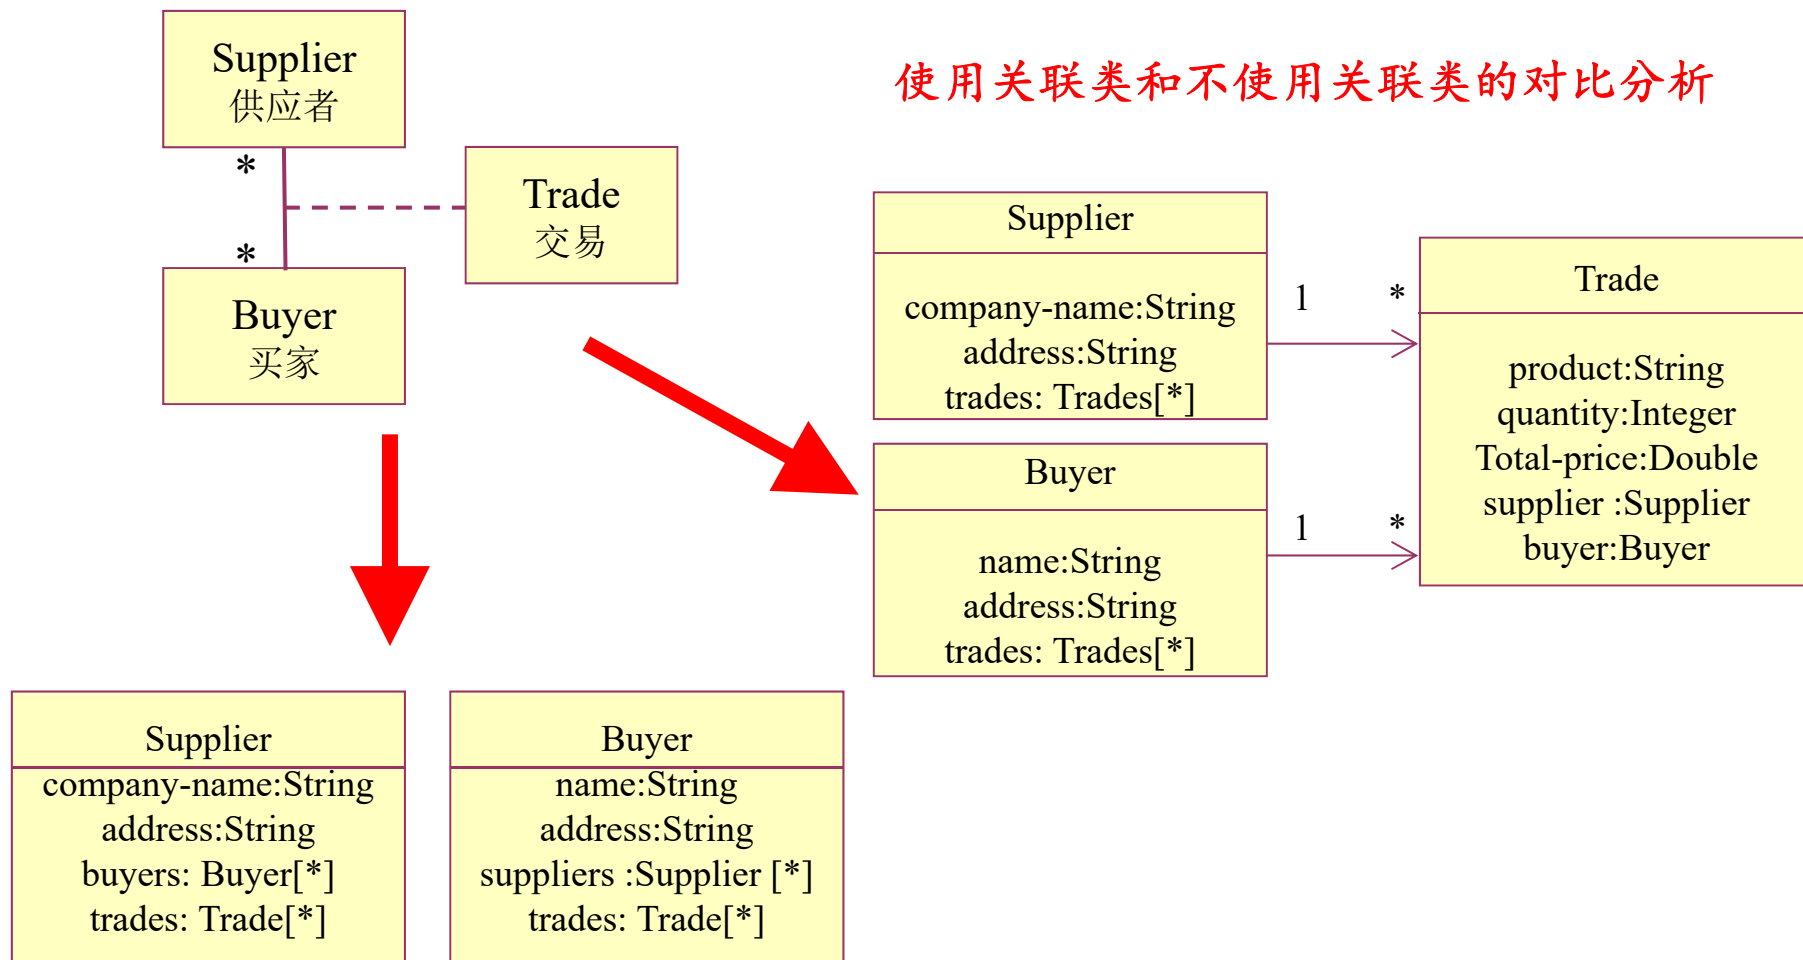 Supplier
供应者
*
*
Trade
交易
Buyer
买家
使用关联类和不使用关联类的对比分析
Supplier
company-name:String
address:String
trades: Trades[*]
1
*
Buyer
name:String
address:String
trades: Trades[*]
1
*
Trade
product:String
quantity:Integer
Total-price:Double
supplier :Supplier
buyer:Buyer
Supplier
company-name:String
address:String
buyers: Buyer[*]
trades: Trade[*]
Buyer
name:String
address:String
suppliers :Supplier [*]
trades: Trade[*]